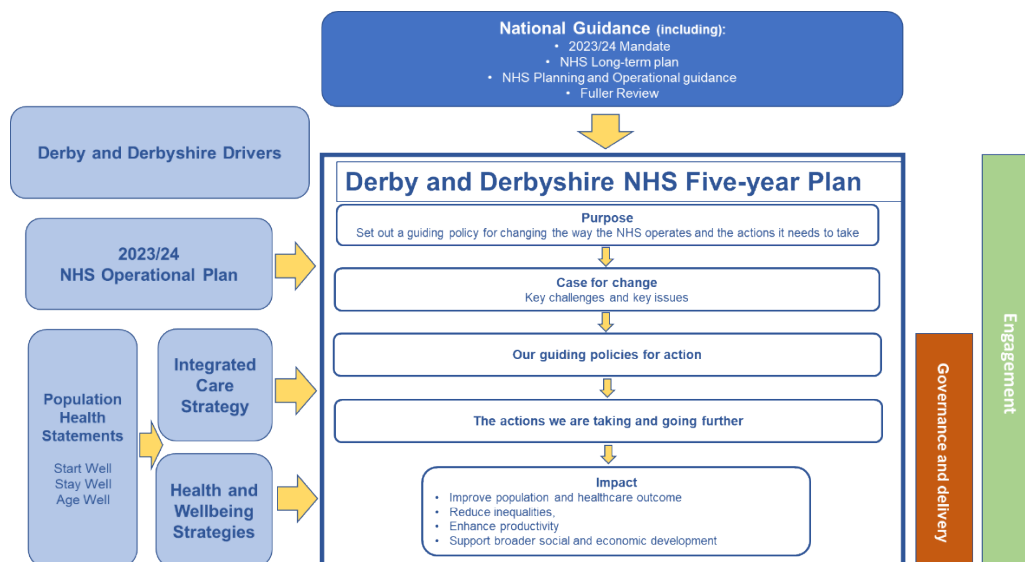 National Guidance (including):
• 2023/24 Mandate
• NHS Long-term plan
• NHS Planning and Operational guidance
• Fuller Review
Derby and Derbyshire Drivers
2023/24
NHS Operational Plan
Population
Health
Statements
Start Well
Stay Well
Age Well
Integrated
Care
Strategy
Health and
Wellbeing
Strategies
Derby and Derbyshire NHS Five-year Plan
Purpose
Set out a guiding policy for changing the way the NHS operates and the actions it needs to take
Case for change
Key challenges and key issues
Our guiding policies for action
The actions we are taking and going further
Impact
• Improve population and healthcare outcome
• Reduce inequalities,
• Enhance productivity
• Support broader social and economic development
Governance and delivery
Engagement